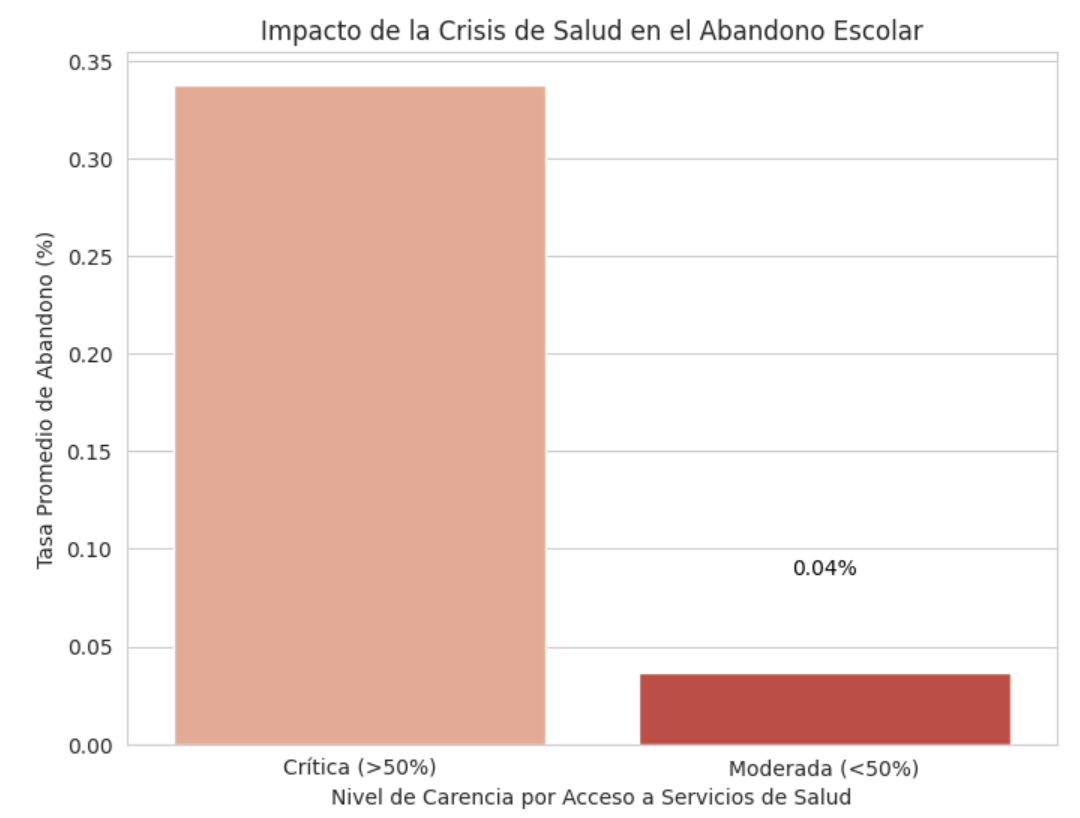 Impacto de la Crisis de Salud en el Abandono Escolar
Tasa Promedio de Abandono (%)
0.35
0.30
0.25
0.20
0.15
0.10
0.05
0.00
0.04%
Crítica (>50%)
Moderada (<50%)
Nivel de Carencia por Acceso a Servicios de Salud